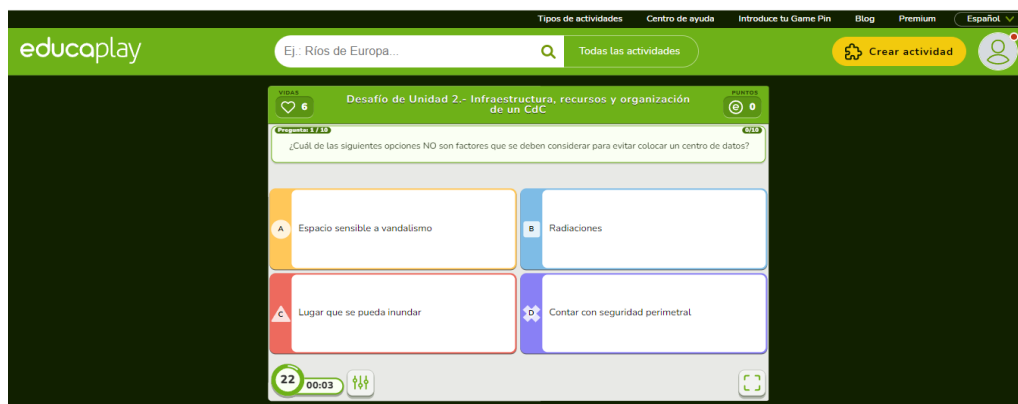 Tipos de actividades Centro de ayuda Introduce tu Game Pin Blog Premium Español
educaplay
Ej.: Ríos de Europa...
Todas las actividades
Crear actividad
VIDAS
6
Desafío de Unidad 2.- Infraestructura, recursos y organización
de un CdC
PUNTOS
0
Pregunta: 1 / 10
0/10
¿Cuál de las siguientes opciones NO son factores que se deben considerar para evitar colocar un centro de datos?
A Espacio sensible a vandalismo
B Radiaciones
C Lugar que se pueda inundar
D Contar con seguridad perimetral
22 00:03